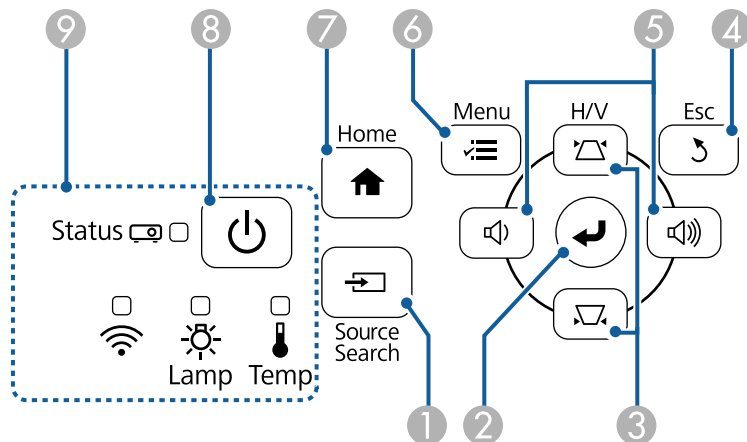 9 8 7 6 5 4
Menu H/V Esc
Home
Status
Source
Search
Lamp Temp
1 2 3